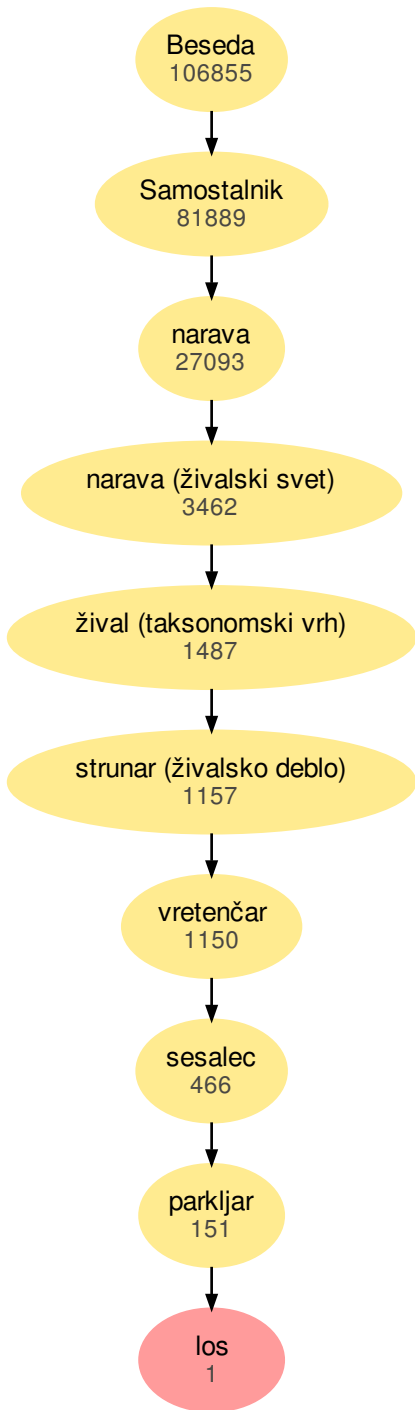 Beseda
106855
Samostalnik
81889
narava
27093
narava (živalski svet)
3462
žival (taksonomski vrh)
1487
strunar (živalsko deblo)
1157
vretenčar
1150
sesalec
466
parkljar
151
los
1